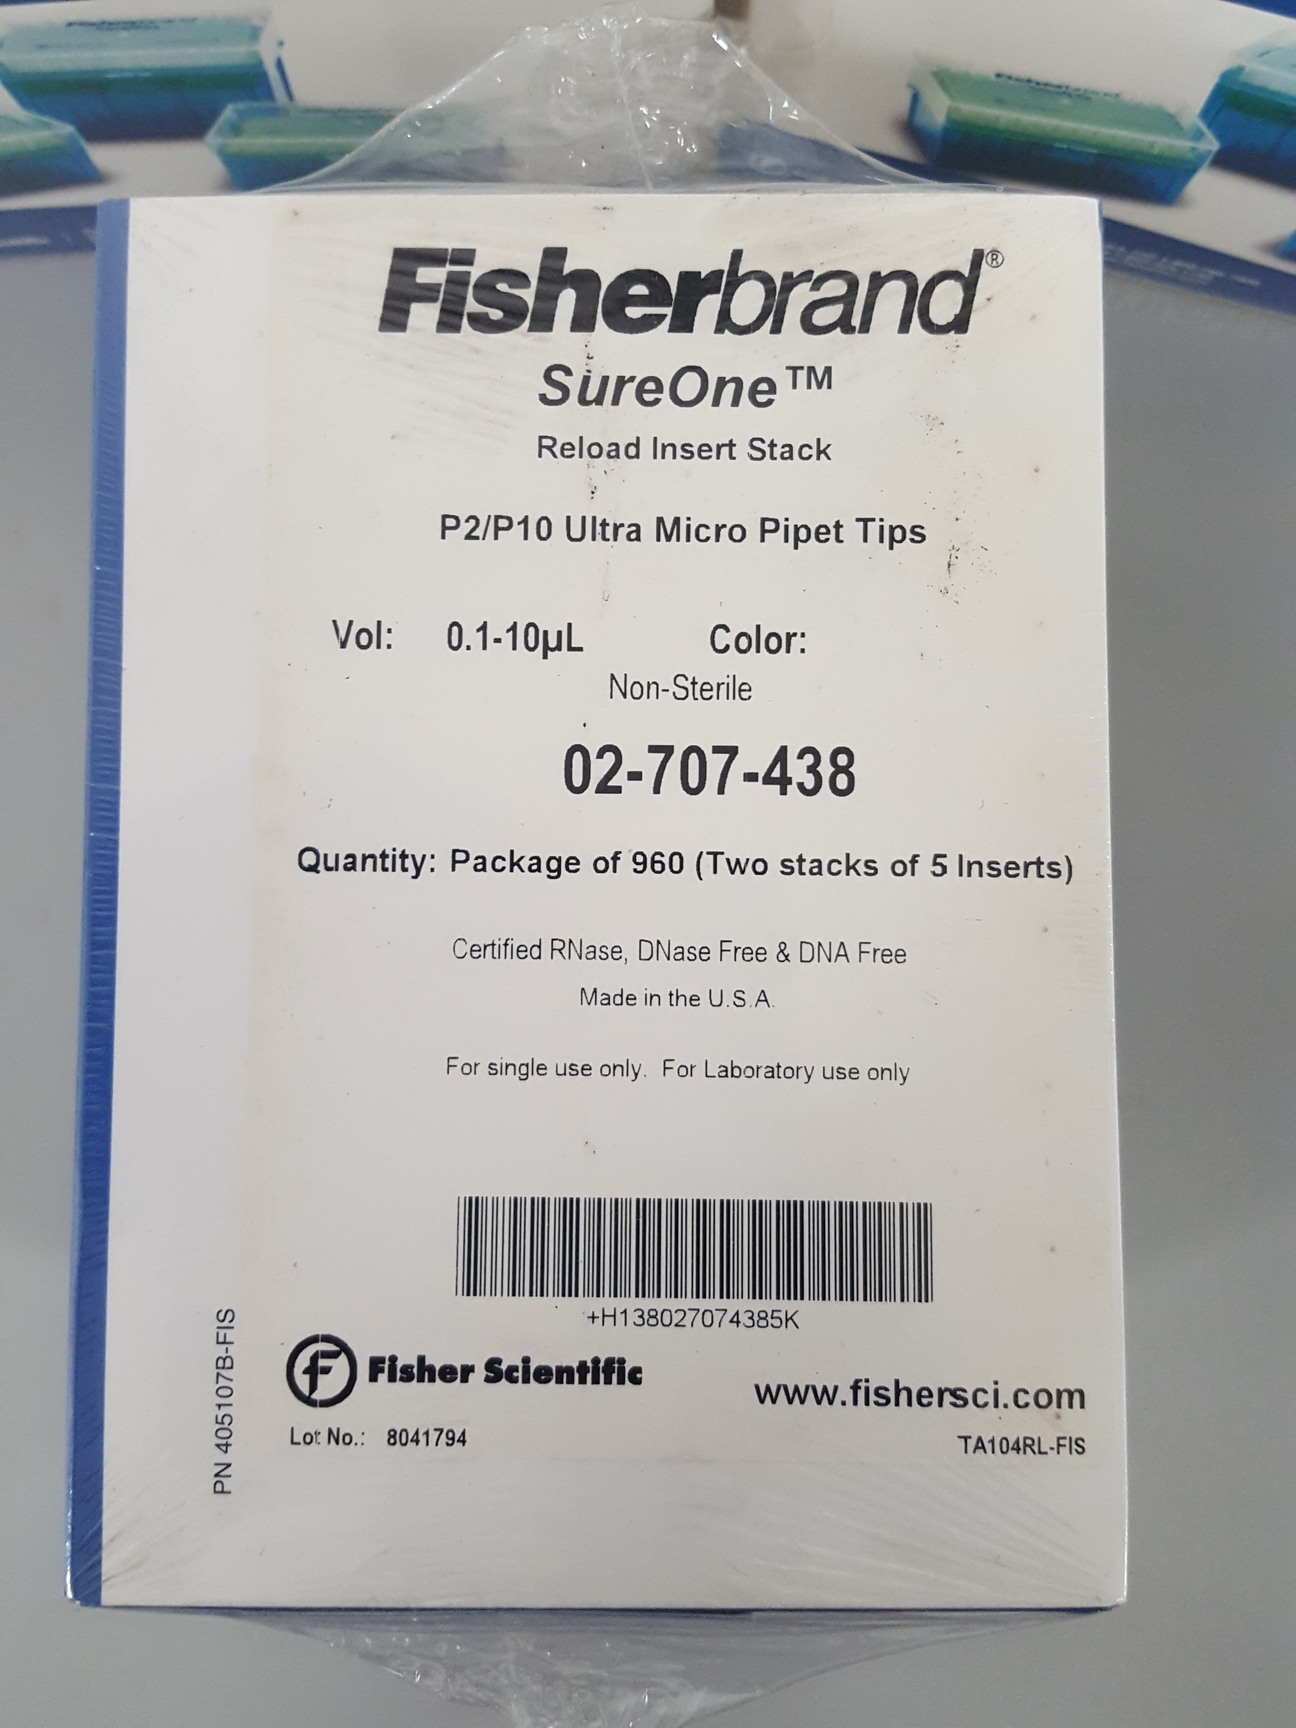 Fisherbrand®
SureOne™
Reload Insert Stack
P2/P10 Ultra Micro Pipet Tips
Vol: 0.1-10µL Color:
Non-Sterile
02-707-438
Quantity: Package of 960 (Two stacks of 5 Inserts)
Certified RNase, DNase Free & DNA Free
Made in the U.S.A.
For single use only. For Laboratory use only
+H138027074385K
PN 405107B-FIS
F Fisher Scientific
www.fishersci.com
Lot No.: 8041794
TA104RL-FIS